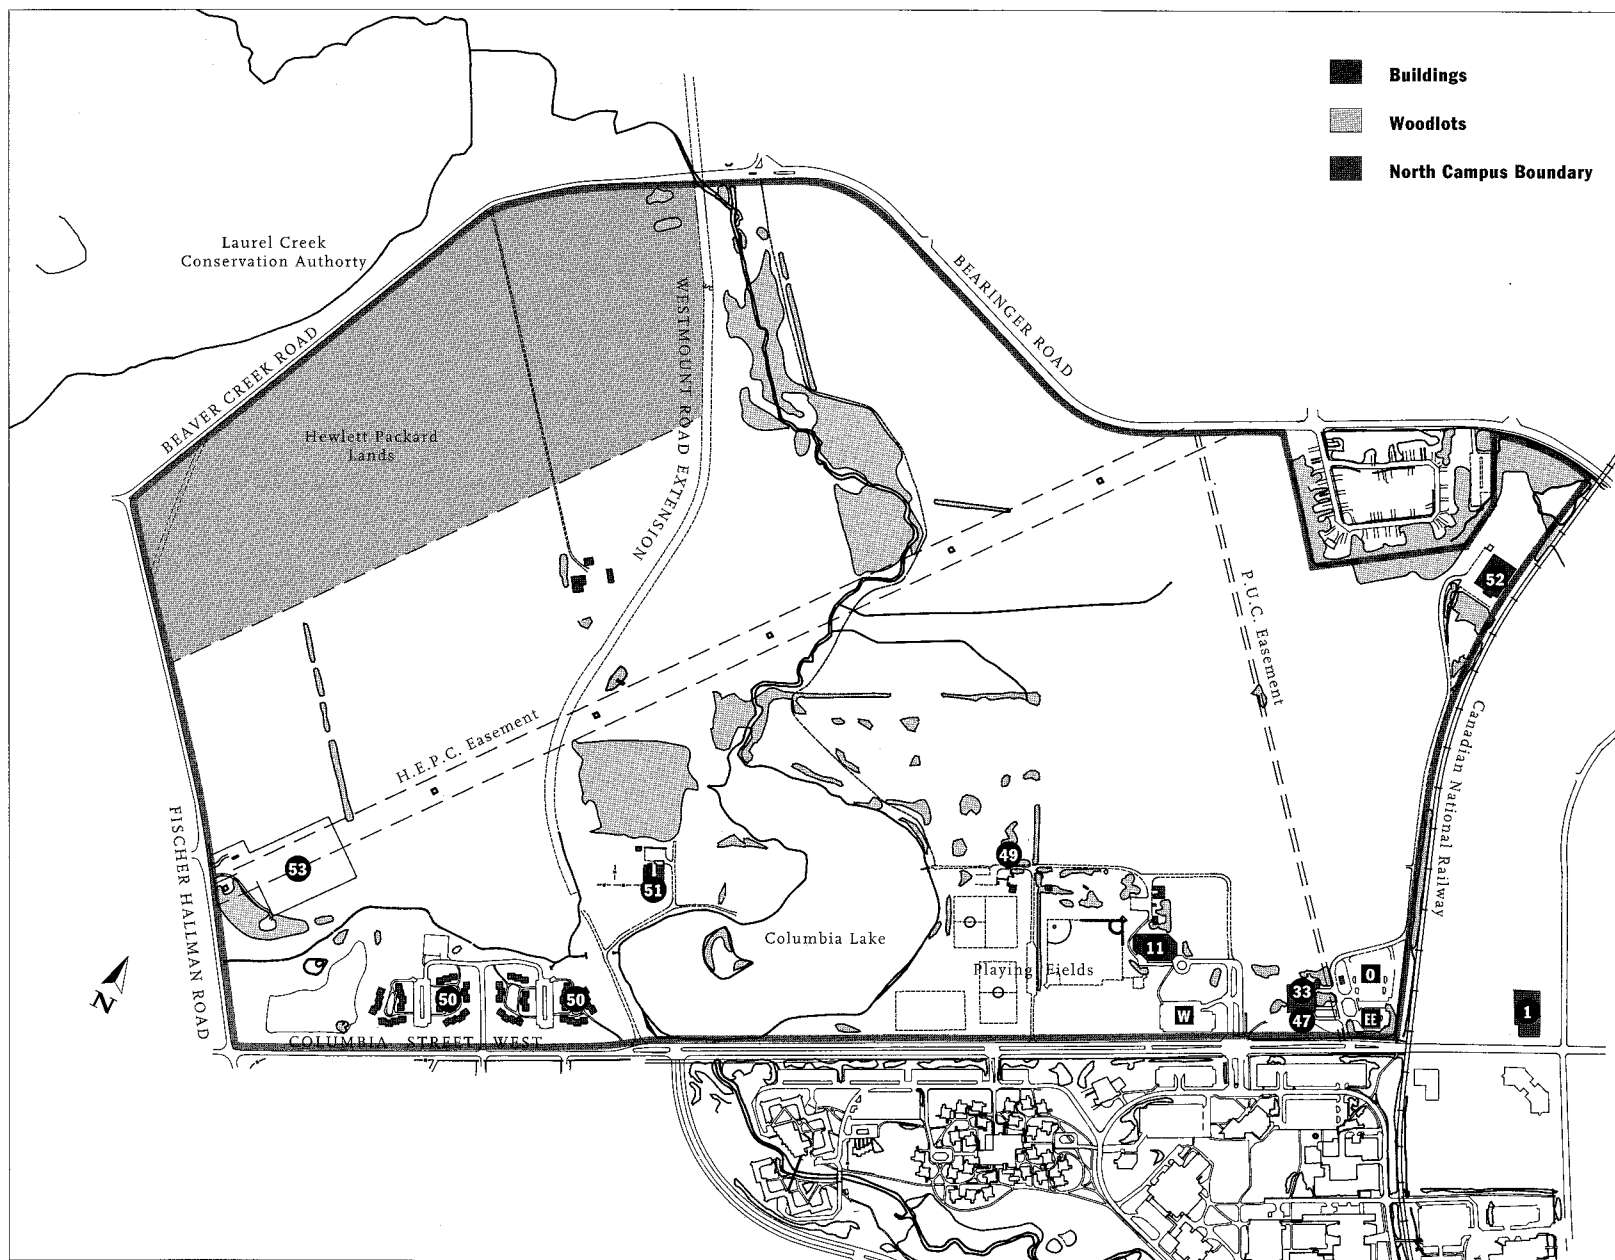 Buildings
Woodlots
North Campus Boundary
Laurel Creek
Conservation Authorty
BEARINGER ROAD
WESTMOUNT ROAD EXTENSION
BEAVER CREEK ROAD
Hewlett Packard
Lands
52
P.U.C. Easement
H.E.P.C. Easement
Canadian National Railway
FISCHER HALLMAN ROAD
53
49
51
Columbia Lake
11
Playing Fields
O
33
50
50
W
47
EE
1
N
COLUMBIA STREET WEST